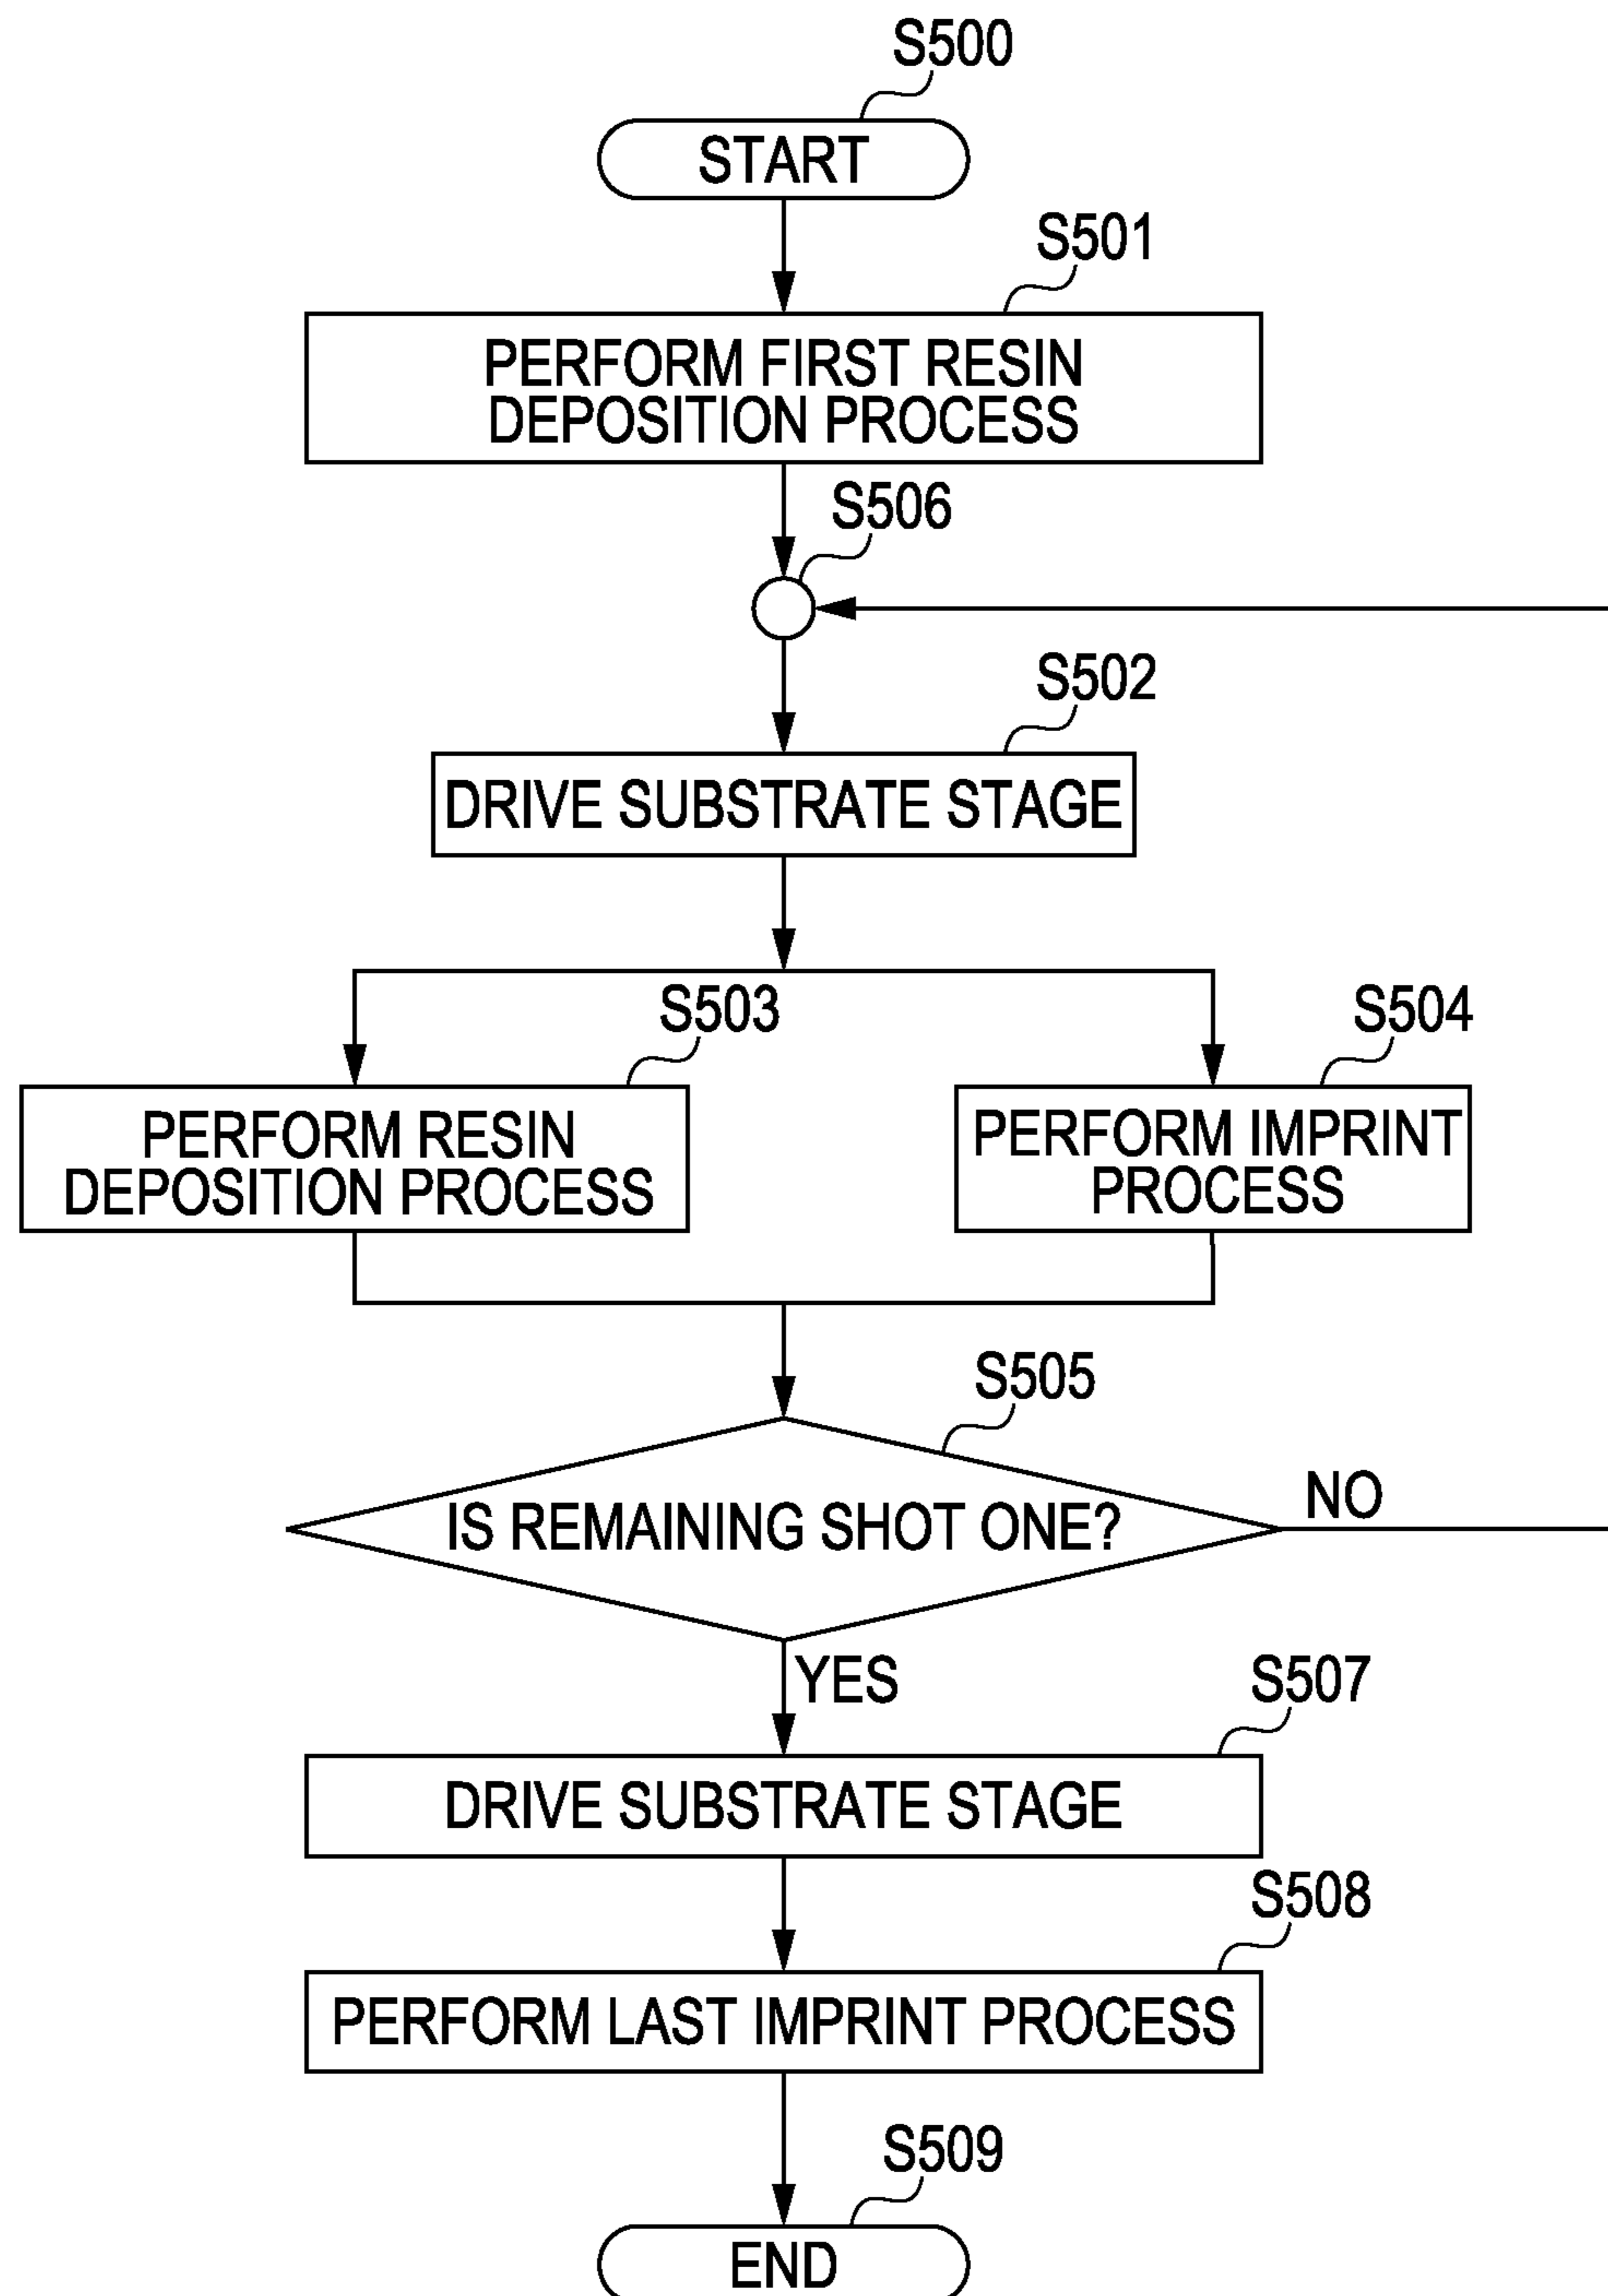 S500
START
S501
PERFORM FIRST RESIN
DEPOSITION PROCESS
S506
S502
DRIVE SUBSTRATE STAGE
S503
S504
PERFORM RESIN
DEPOSITION PROCESS
PERFORM IMPRINT
PROCESS
S505
IS REMAINING SHOT ONE?
NO
YES
S507
DRIVE SUBSTRATE STAGE
S508
PERFORM LAST IMPRINT PROCESS
S509
END